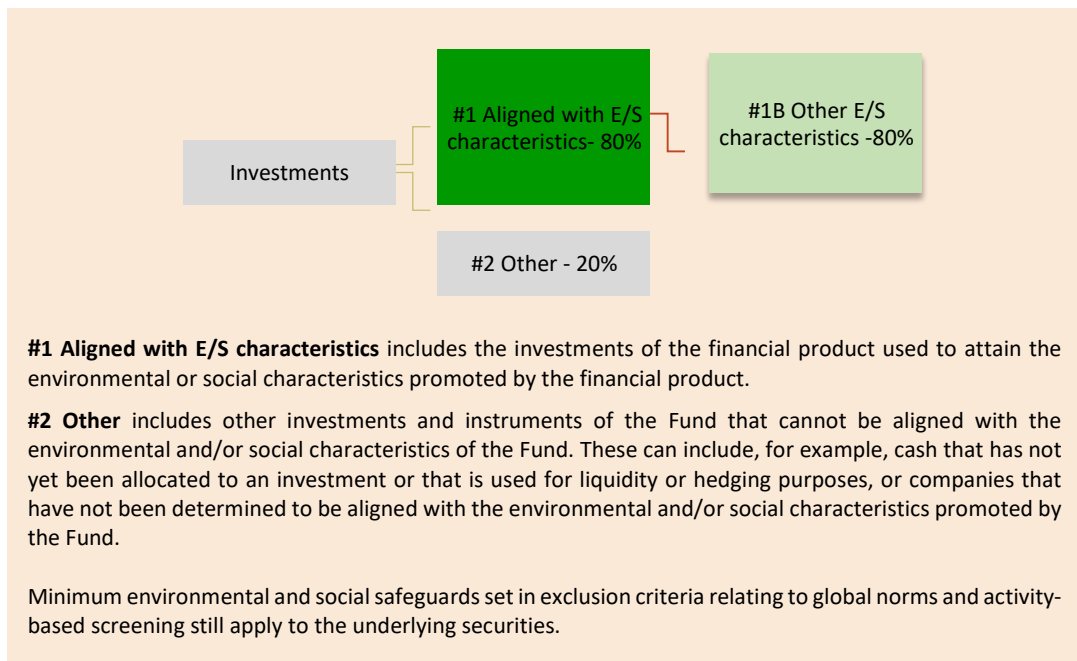 Investments
#1 Aligned with E/S
characteristics- 80%
#1B Other E/S
characteristics -80%
#2 Other - 20%
#1 Aligned with E/S characteristics includes the investments of the financial product used to attain the
environmental or social characteristics promoted by the financial product.
#2 Other includes other investments and instruments of the Fund that cannot be aligned with the
environmental and/or social characteristics of the Fund. These can include, for example, cash that has not
yet been allocated to an investment or that is used for liquidity or hedging purposes, or companies that
have not been determined to be aligned with the environmental and/or social characteristics promoted by
the Fund.
Minimum environmental and social safeguards set in exclusion criteria relating to global norms and activity-
based screening still apply to the underlying securities.